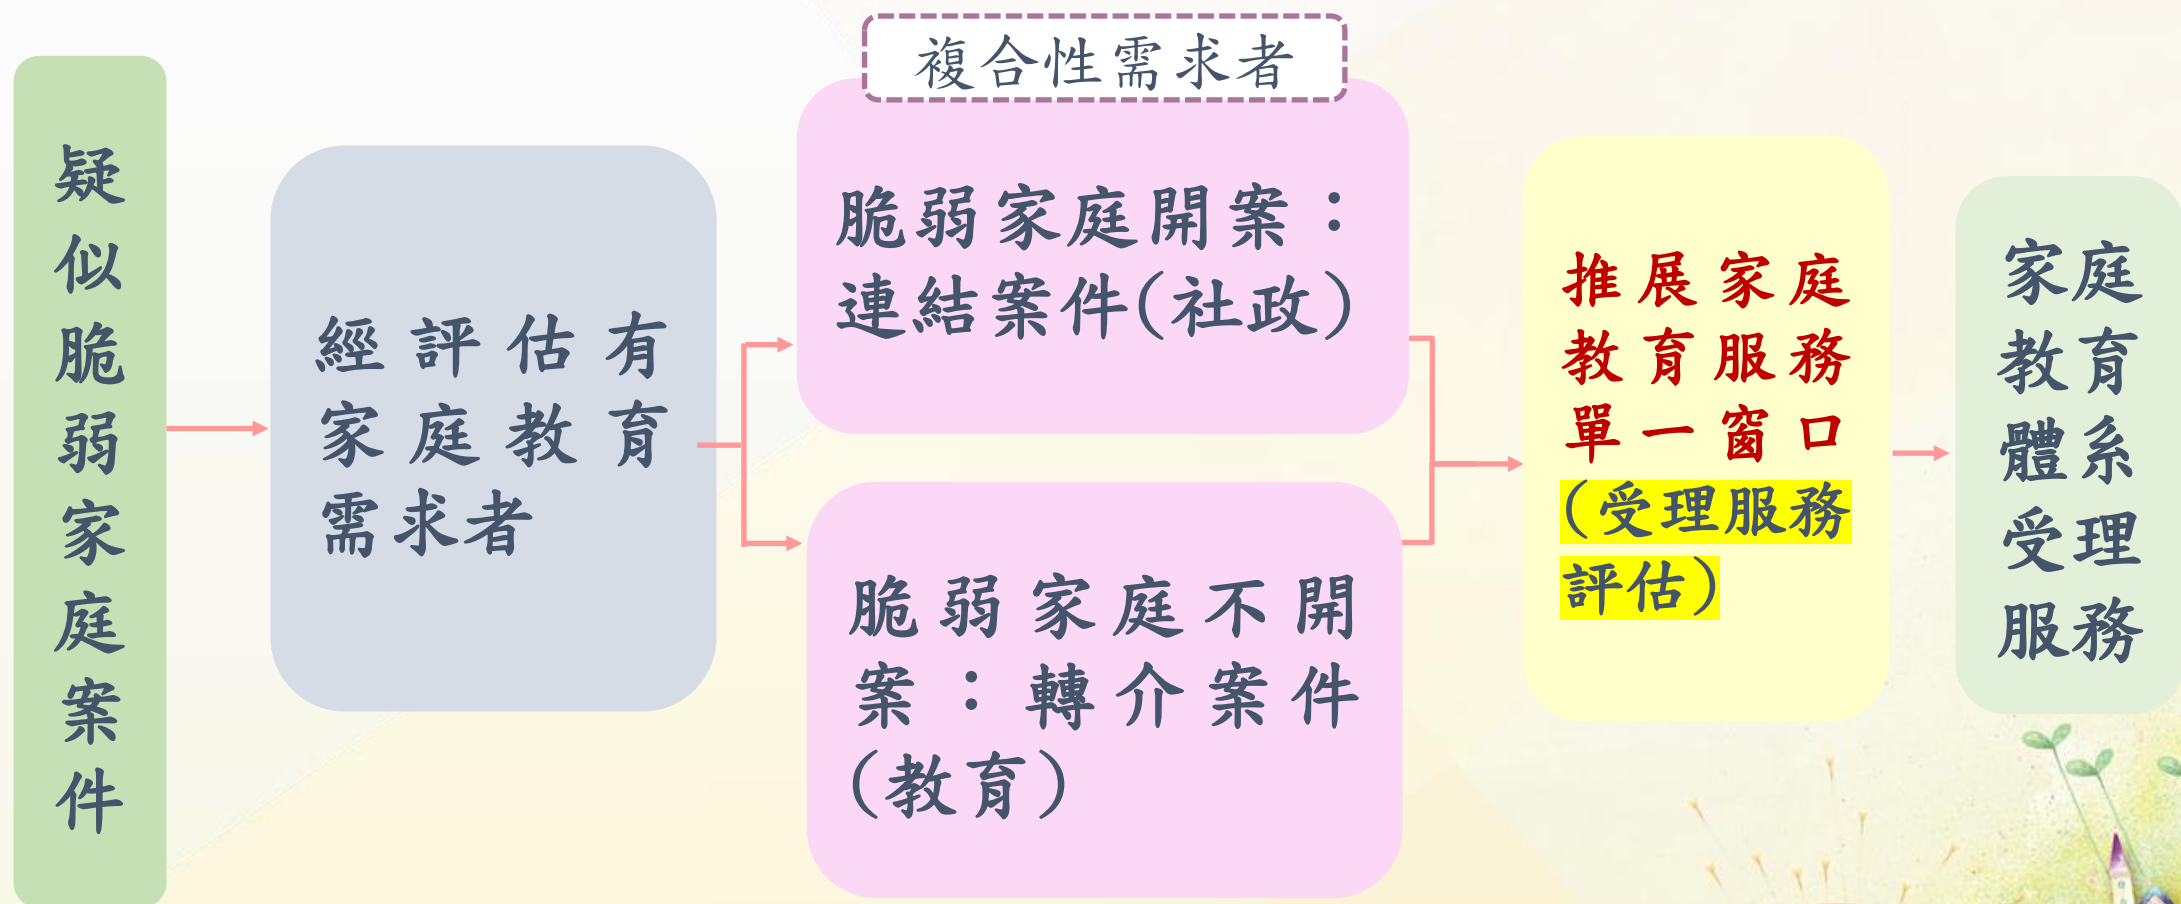 疑似脆弱家庭案件
經評估有
家庭教育
需求者
複合性需求者
脆弱家庭開案：
連結案件(社政)
脆弱家庭不開
案：轉介案件
(教育)
推展家庭
教育服務
單一窗口
(受理服務
評估)
家庭
教育
體系
受理
服務